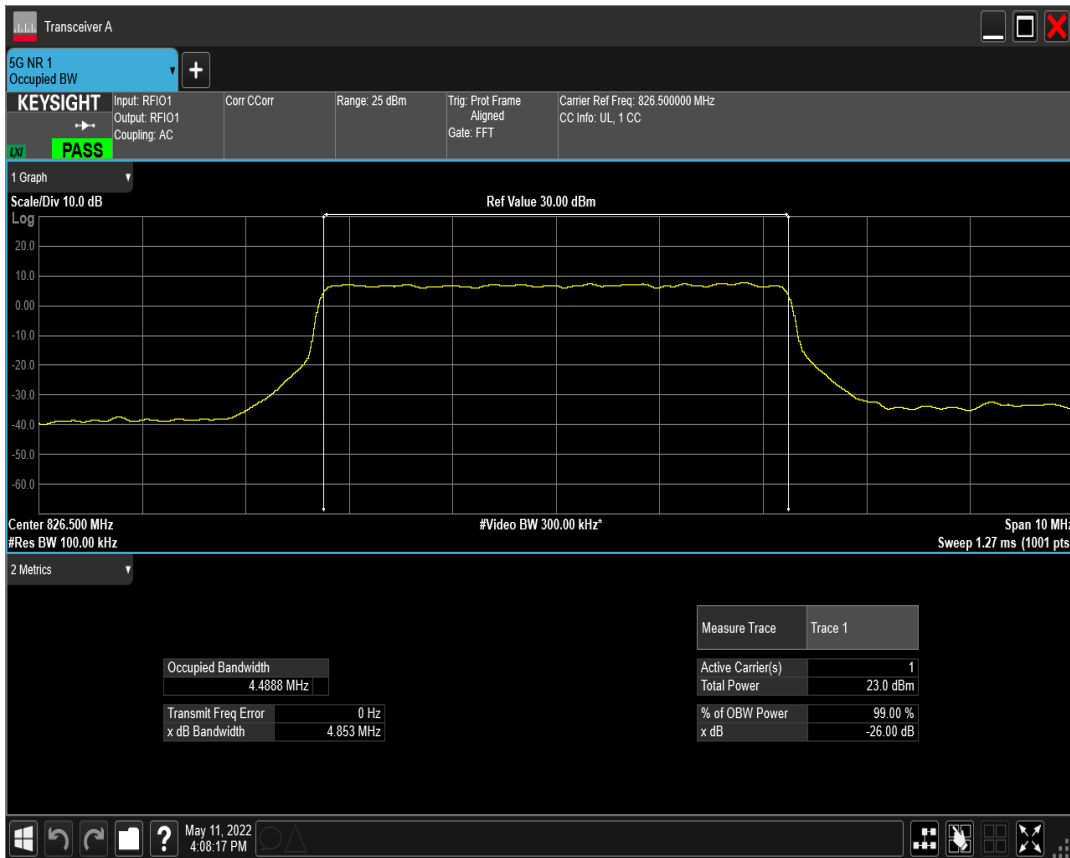 Transceiver A
5G NR 1
Occupied BW
+
KEYSIGHT
LXI
PASS
Input: RFIO1
Output: RFIO1
Coupling: AC
Corr CCorr
Range: 25 dBm
Trig: Prot Frame
Aligned
Gate: FFT
Carrier Ref Freq: 826.500000 MHz
CC Info: UL, 1 CC
1 Graph
Scale/Div 10.0 dB
Ref Value 30.00 dBm
Log
20.0
10.0
0.00
-10.0
-20.0
-30.0
-40.0
-50.0
-60.0
Center 826.500 MHz
#Video BW 300.00 kHz*
Span 10 MHz
#Res BW 100.00 kHz
Sweep 1.27 ms (1001 pts
2 Metrics
Measure Trace Trace 1
Occupied Bandwidth
4.4888 MHz
Active Carrier(s) 1
Total Power 23.0 dBm
Transmit Freq Error 0 Hz
x dB Bandwidth 4.853 MHz
% of OBW Power 99.00 %
x dB -26.00 dB
?
May 11, 2022
4:08:17 PM